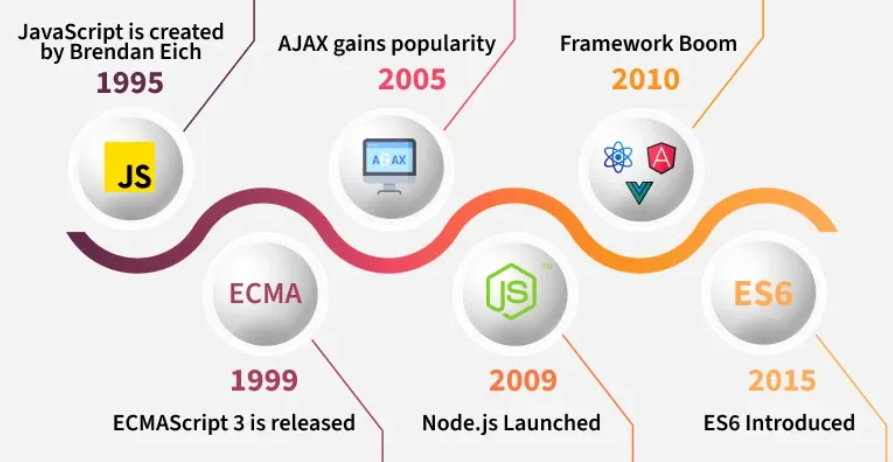 JavaScript is created
by Brendan Eich
1995
JS
AJAX gains popularity
2005
AJAX
Framework Boom
2010
A
ECMA
1999
ECMAScript 3 is released
JS
TM
2009
Node.js Launched
ES6
2015
ES6 Introduced